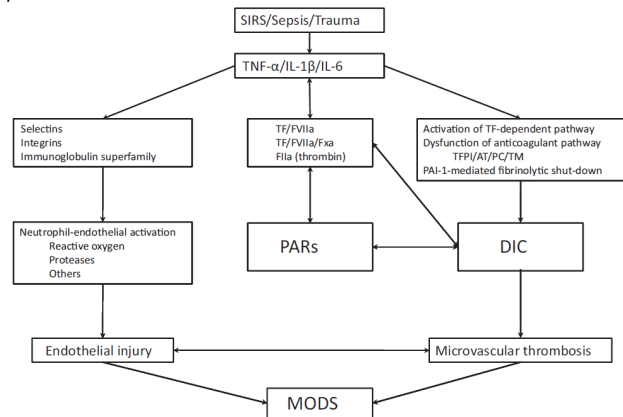 SIRS/Sepsis/Trauma
TNF-α/IL-1β/IL-6
Selectins
Integrins
Immunoglobulin superfamily
TF/FVIIa
TF/FVIIa/Fxa
FIIa (thrombin)
Activation of TF-dependent pathway
Dysfunction of anticoagulant pathway
TFPI/AT/PC/TM
PAI-1-mediated fibrinolytic shut-down
Neutrophil-endothelial activation
Reactive oxygen
Proteases
Others
PARs
DIC
Endothelial injury
Microvascular thrombosis
MODS